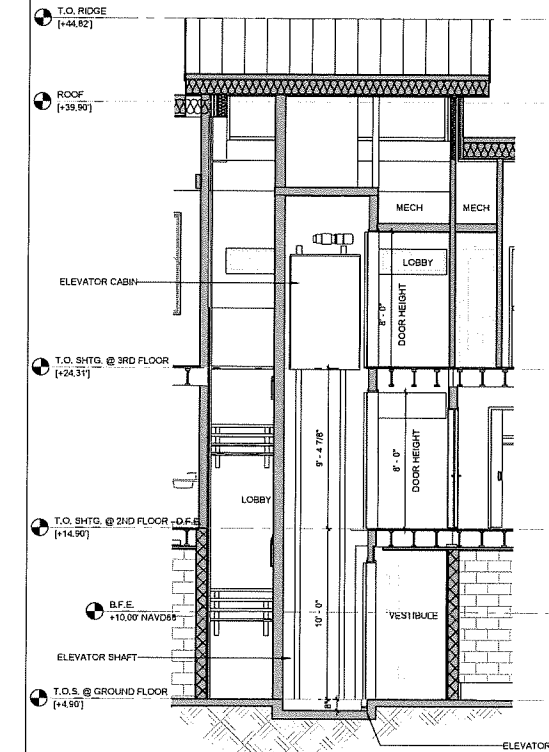 T.O. RIDGE
[+44.82']
ROOF
[+39.90']
MECH
MECH
LOBBY
ELEVATOR CABIN
8' - 0"
DOOR HEIGHT
T.O. SHTG. @ 3RD FLOOR
[+24.31']
9' - 4 7/8"
8' - 0"
DOOR HEIGHT
LOBBY
T.O. SHTG. @ 2ND FLOOR - D.F.E.
[+14.90']
B.F.E.
+10.00' NAVD88
10' - 0"
VESTIBULE
ELEVATOR SHAFT
T.O.S. @ GROUND FLOOR
[+4.90']
8"
ELEVATOR